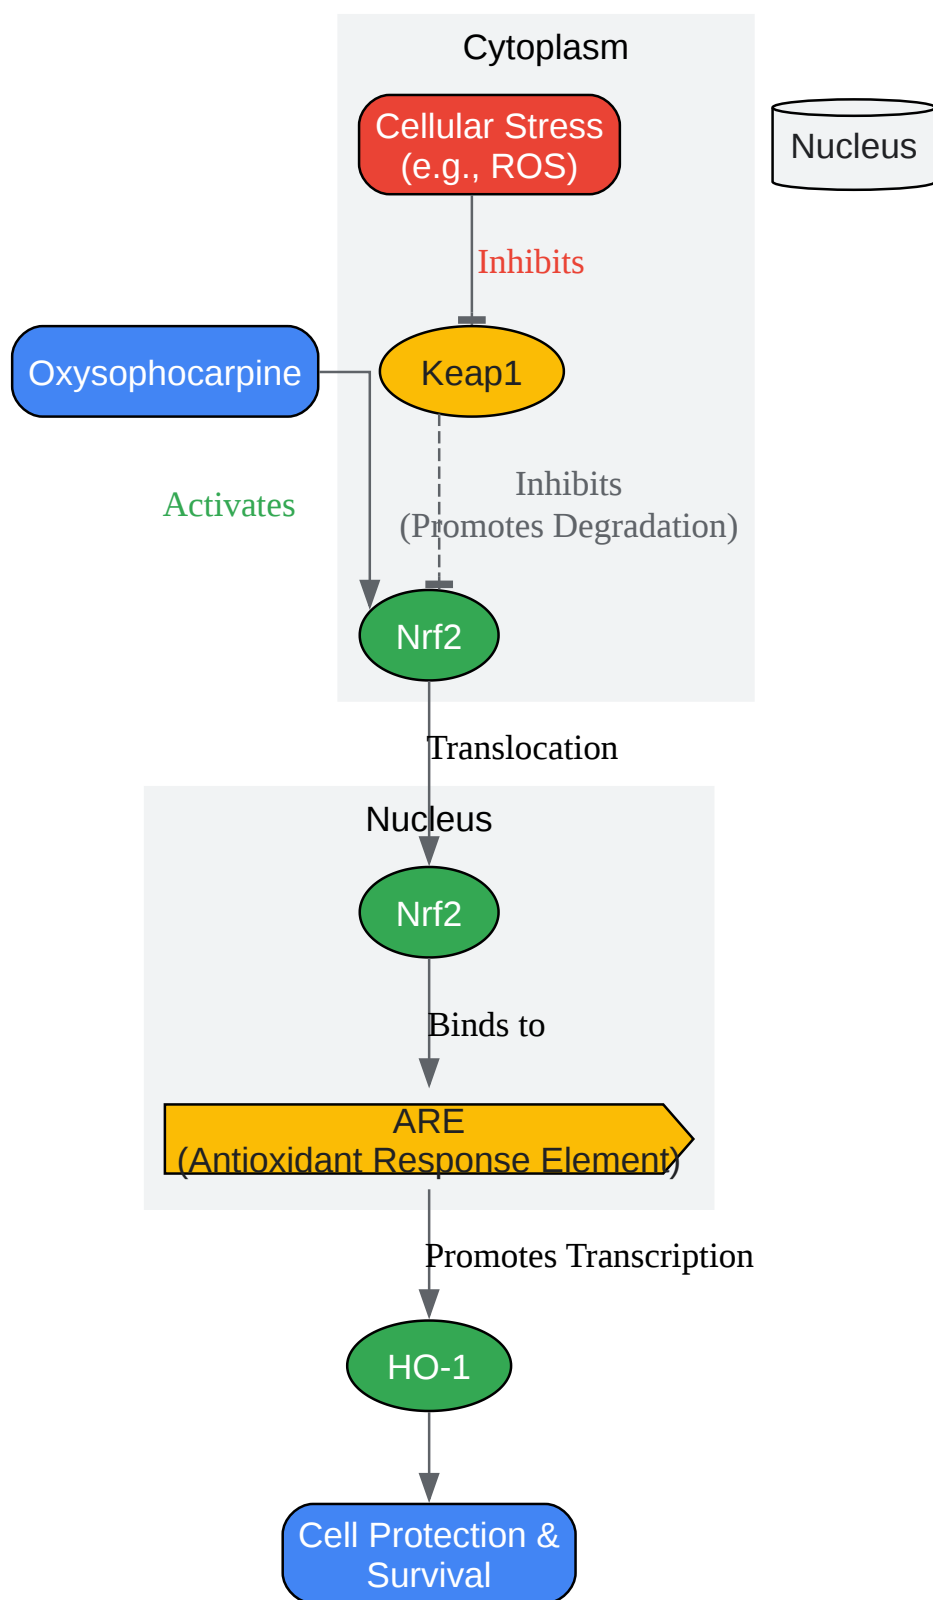 Cytoplasm
Cellular Stress
(e.g., ROS)
Nucleus
Inhibits
Oxysophocarpine
Keap1
Activates
Inhibits
(Promotes Degradation)
Nrf2
Translocation
Nucleus
Nrf2
Binds to
ARE
(Antioxidant Response Element)
Promotes Transcription
HO-1
Cell Protection &
Survival